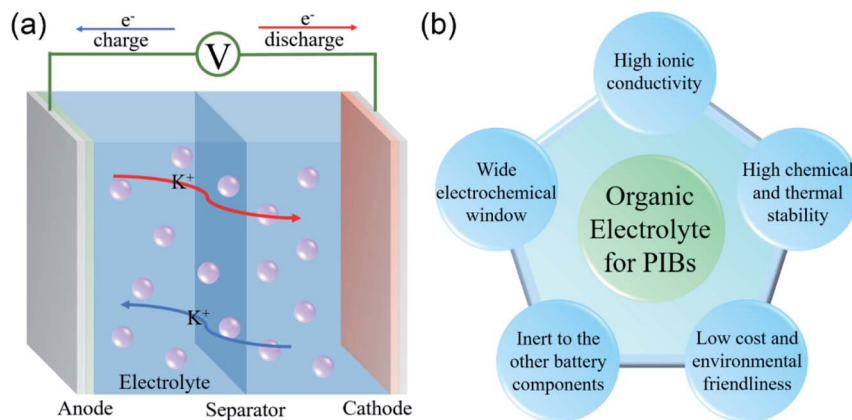 (a)
e-
charge
V
e-
discharge
K+
K+
Electrolyte
Anode
Separator
Cathode
(b)
High ionic
conductivity
Wide
electrochemical
window
High chemical
and thermal
stability
Organic
Electrolyte
for PIBs
Inert to the
other battery
components
Low cost and
environmental
friendliness